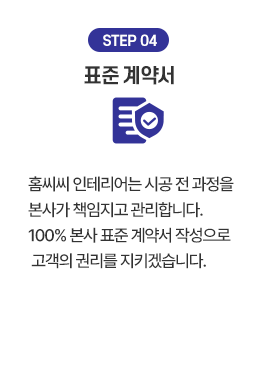 STEP 04
표준 계약서
홈씨씨 인테리어는 시공 전 과정을
본사가 책임지고 관리합니다.
100% 본사 표준 계약서 작성으로
고객의 권리를 지키겠습니다.